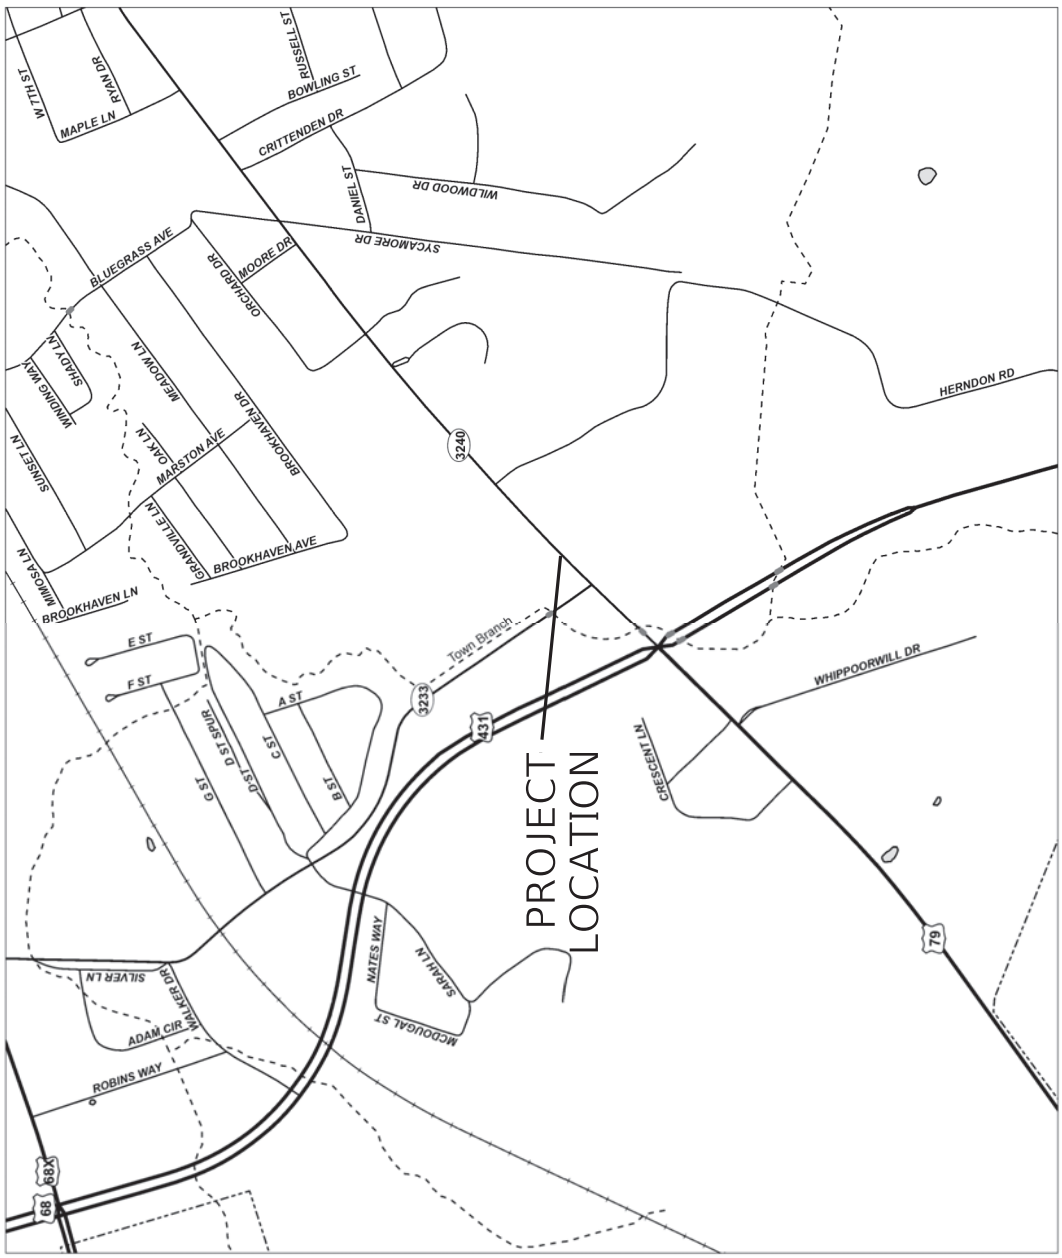 W 7TH ST
RYAN DR
MAPLE LN
RUSSELL ST
BOWLING ST
CRITTENDEN DR
DANIEL ST
WILDWOOD DR
SYCAMORE DR
BLUEGRASS AVE
ORCHARD DR
MOORE DR
SHADY LN
WINDING WAY
MEADOW LN
BROOKHAVEN DR
SUNSET LN
OAK LN
MARSTON AVE
HERNDON RD
3240
GRANDVILLE LN
BROOKHAVEN AVE
MIMOSA LN
BROOKHAVEN LN
E ST
F ST
Town Branch
3233
A ST
D ST SPUR
C ST
D ST
B ST
G ST
431
WHIPPOORWILL DR
CRESCENT LN
PROJECT
LOCATION
79
NATES WAY
SARAH LN
MCDOUGAL ST
SILVER LN
WALKER DR
ADAM CIR
ROBINS WAY
68X
68